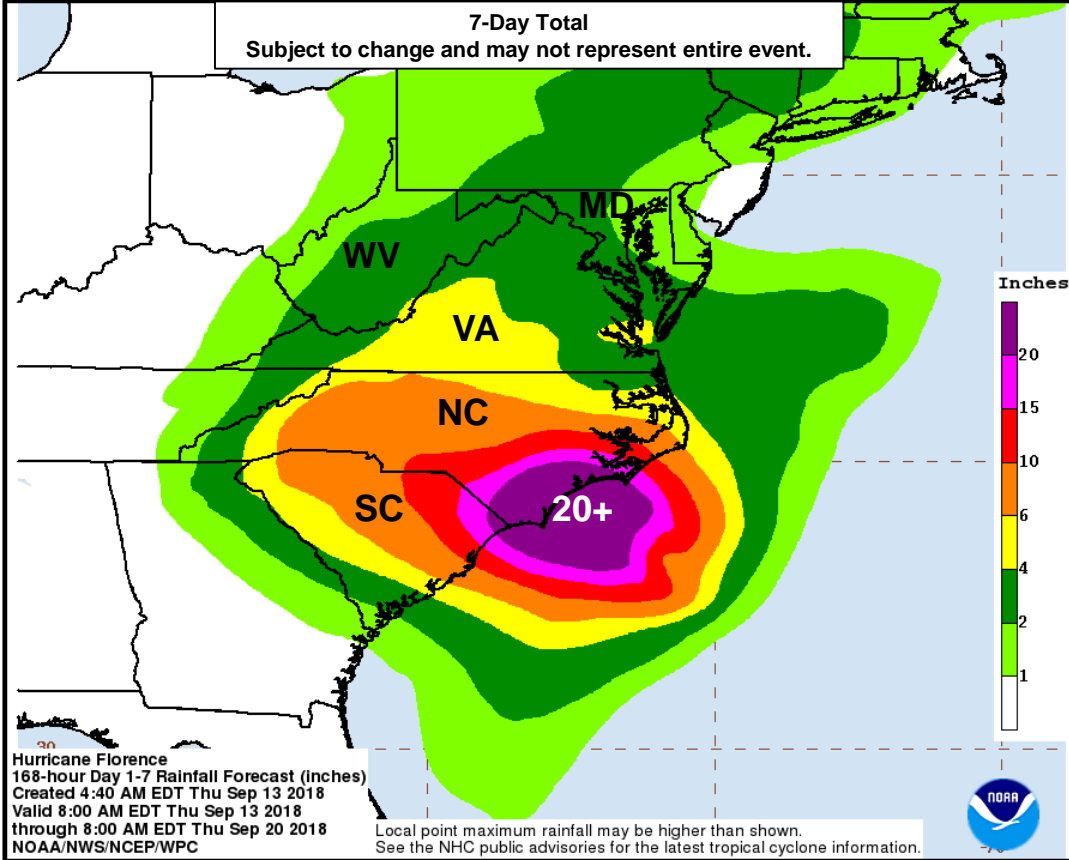 7-Day Total
Subject to change and may not represent entire event.
MD
WV
VA
NC
SC
20+
Inches
20
15
10
6
4
2
1
30
Hurricane Florence
168-hour Day 1-7 Rainfall Forecast (inches)
Created 4:40 AM EDT Thu Sep 13 2018
Valid 8:00 AM EDT Thu Sep 13 2018
through 8:00 AM EDT Thu Sep 20 2018
NOAA/NWS/NCEP/WPC
Local point maximum rainfall may be higher than shown.
See the NHC public advisories for the latest tropical cyclone information.
NOAA